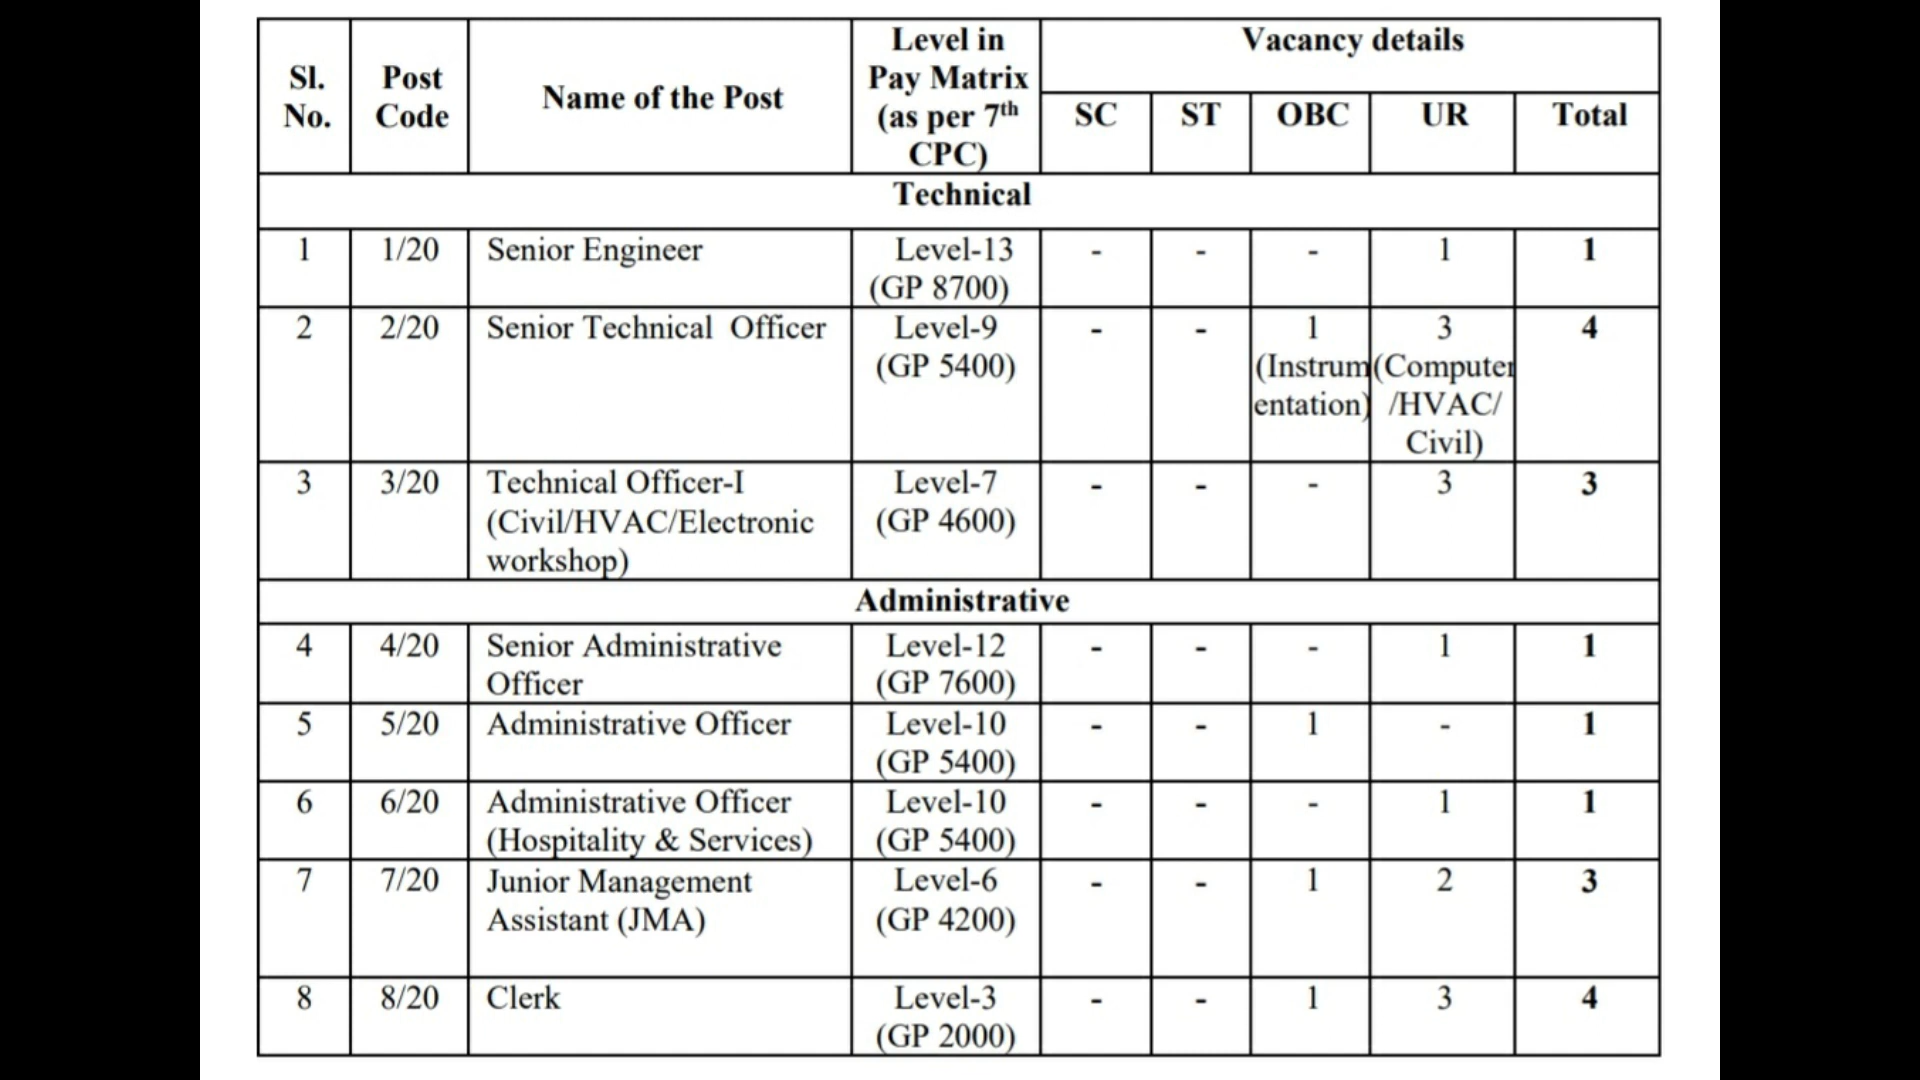 Sl. No. | Post Code | Name of the Post | Level in Pay Matrix (as per 7th CPC) | Vacancy details
SC | ST | OBC | UR | Total
Technical
1 | 1/20 | Senior Engineer | Level-13 (GP 8700) | - | - | - | 1 | 1
2 | 2/20 | Senior Technical Officer | Level-9 (GP 5400) | - | - | 1 (Instrumentation) | 3 (Computer/HVAC/Civil) | 4
3 | 3/20 | Technical Officer-I (Civil/HVAC/Electronic workshop) | Level-7 (GP 4600) | - | - | - | 3 | 3
Administrative
4 | 4/20 | Senior Administrative Officer | Level-12 (GP 7600) | - | - | - | 1 | 1
5 | 5/20 | Administrative Officer | Level-10 (GP 5400) | - | - | 1 | - | 1
6 | 6/20 | Administrative Officer (Hospitality & Services) | Level-10 (GP 5400) | - | - | - | 1 | 1
7 | 7/20 | Junior Management Assistant (JMA) | Level-6 (GP 4200) | - | - | 1 | 2 | 3
8 | 8/20 | Clerk | Level-3 (GP 2000) | - | - | 1 | 3 | 4